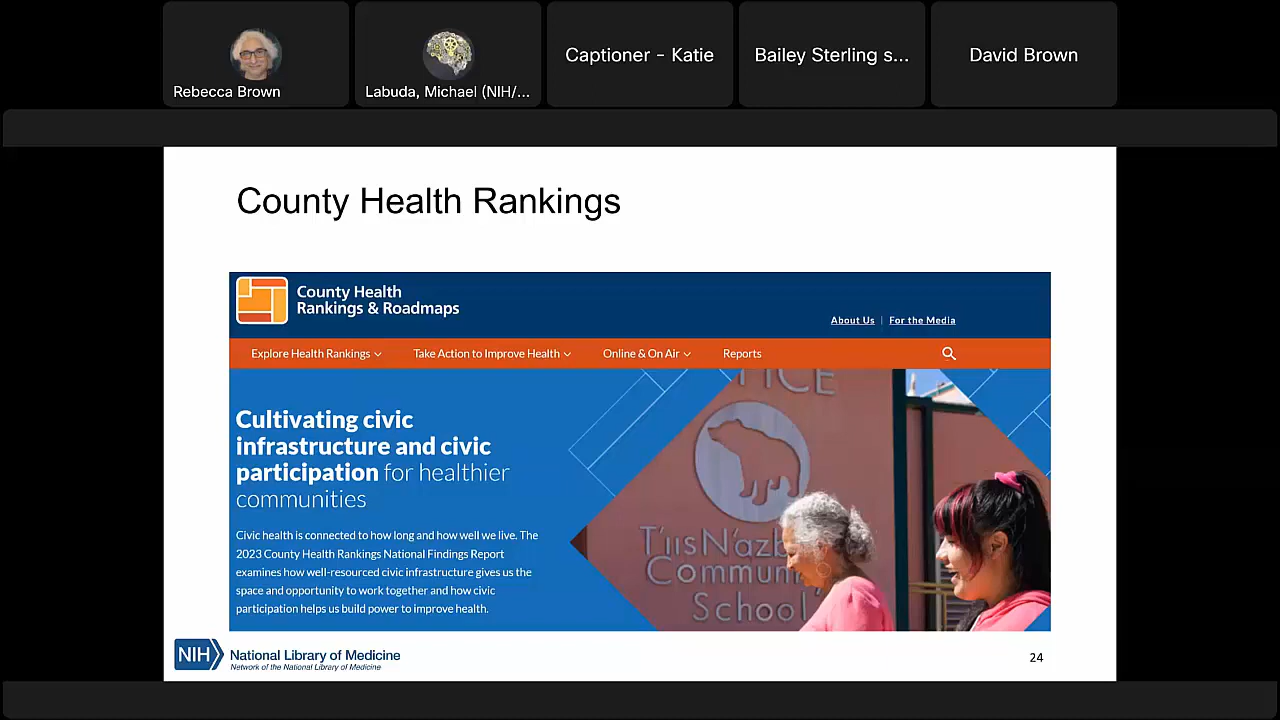 Rebecca Brown
Labuda, Michael (NIH/...
Captioner - Katie
Bailey Sterling s...
David Brown
County Health Rankings
County Health
Rankings & Roadmaps
About Us | For the Media
Explore Health Rankings
Take Action to Improve Health
Online & On Air
Reports
Cultivating civic
infrastructure and civic
participation for healthier
communities
Civic health is connected to how long and how well we live. The
2023 County Health Rankings National Findings Report
examines how well-resourced civic infrastructure gives us the
space and opportunity to work together and how civic
participation helps us build power to improve health.
T'iisN'azb
Commun
School
NIH
National Library of Medicine
Network of the National Library of Medicine
24